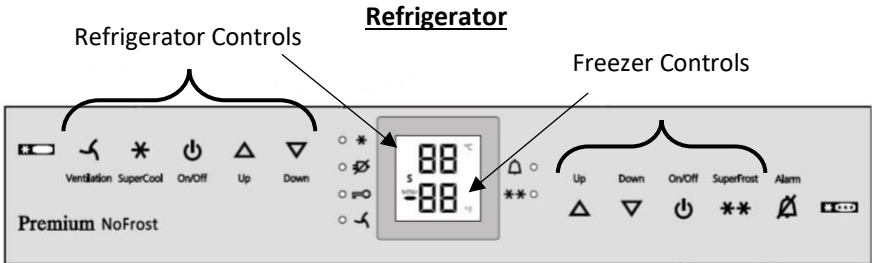 Refrigerator
Refrigerator Controls
Freezer Controls
88 °C
S
MENU
-88 °F
Ventilation SuperCool On/Off Up Down
Up Down On/Off SuperFrost Alarm
Premium NoFrost